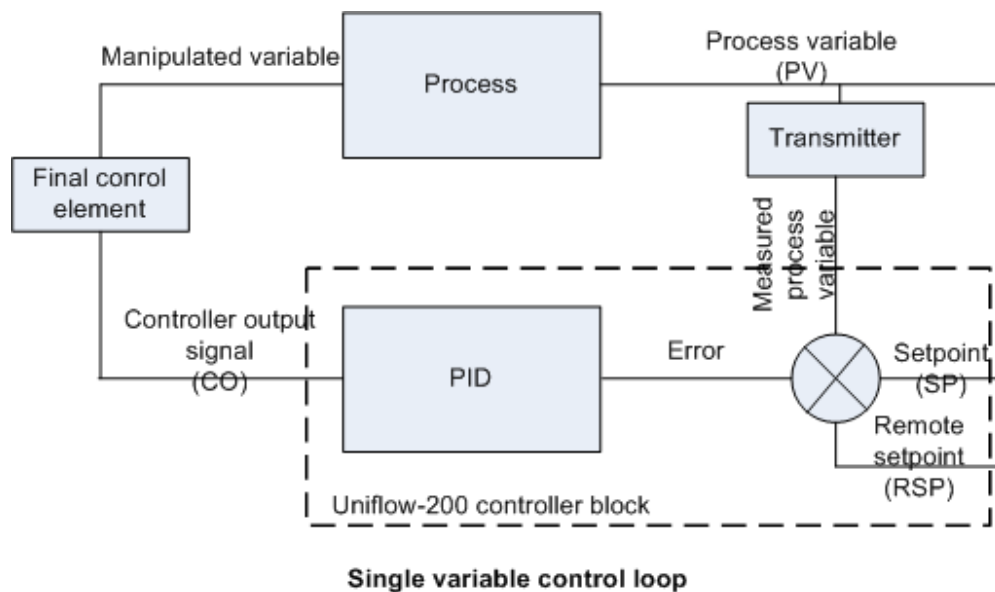 Manipulated variable
Process
Process variable
(PV)
Transmitter
Final conrol
element
Measured
process
variable
Controller output
signal
(CO)
PID
Error
Setpoint
(SP)
Remote
setpoint
(RSP)
Uniflow-200 controller block
Single variable control loop